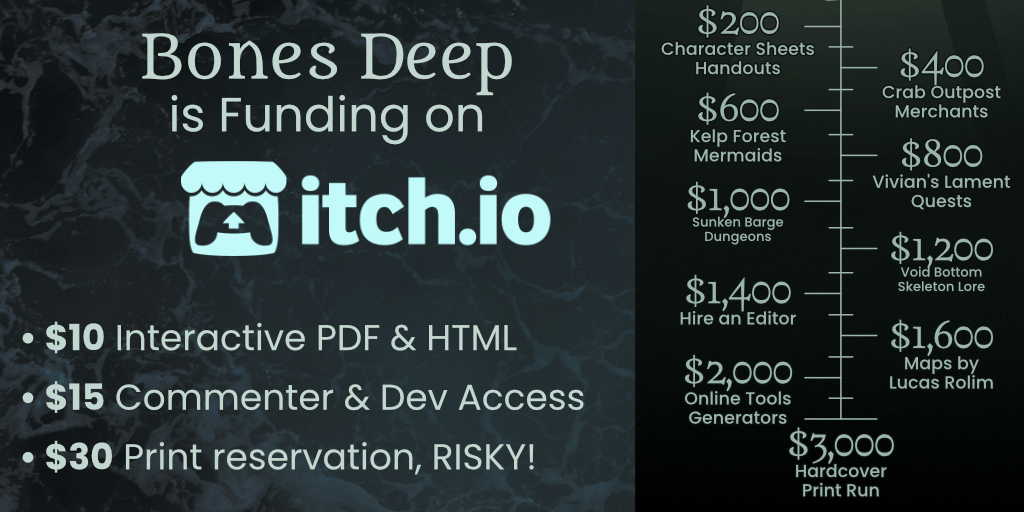 Bones Deep
is Funding on
itch.io
• $10 Interactive PDF & HTML
• $15 Commenter & Dev Access
• $30 Print reservation, RISKY!
$200
Character Sheets
Handouts
$400
Crab Outpost
Merchants
$600
Kelp Forest
Mermaids
$800
Vivian's Lament
Quests
$1,000
Sunken Barge
Dungeons
$1,200
Void Bottom
Skeleton Lore
$1,400
Hire an Editor
$1,600
Maps by
Lucas Rolim
$2,000
Online Tools
Generators
$3,000
Hardcover
Print Run